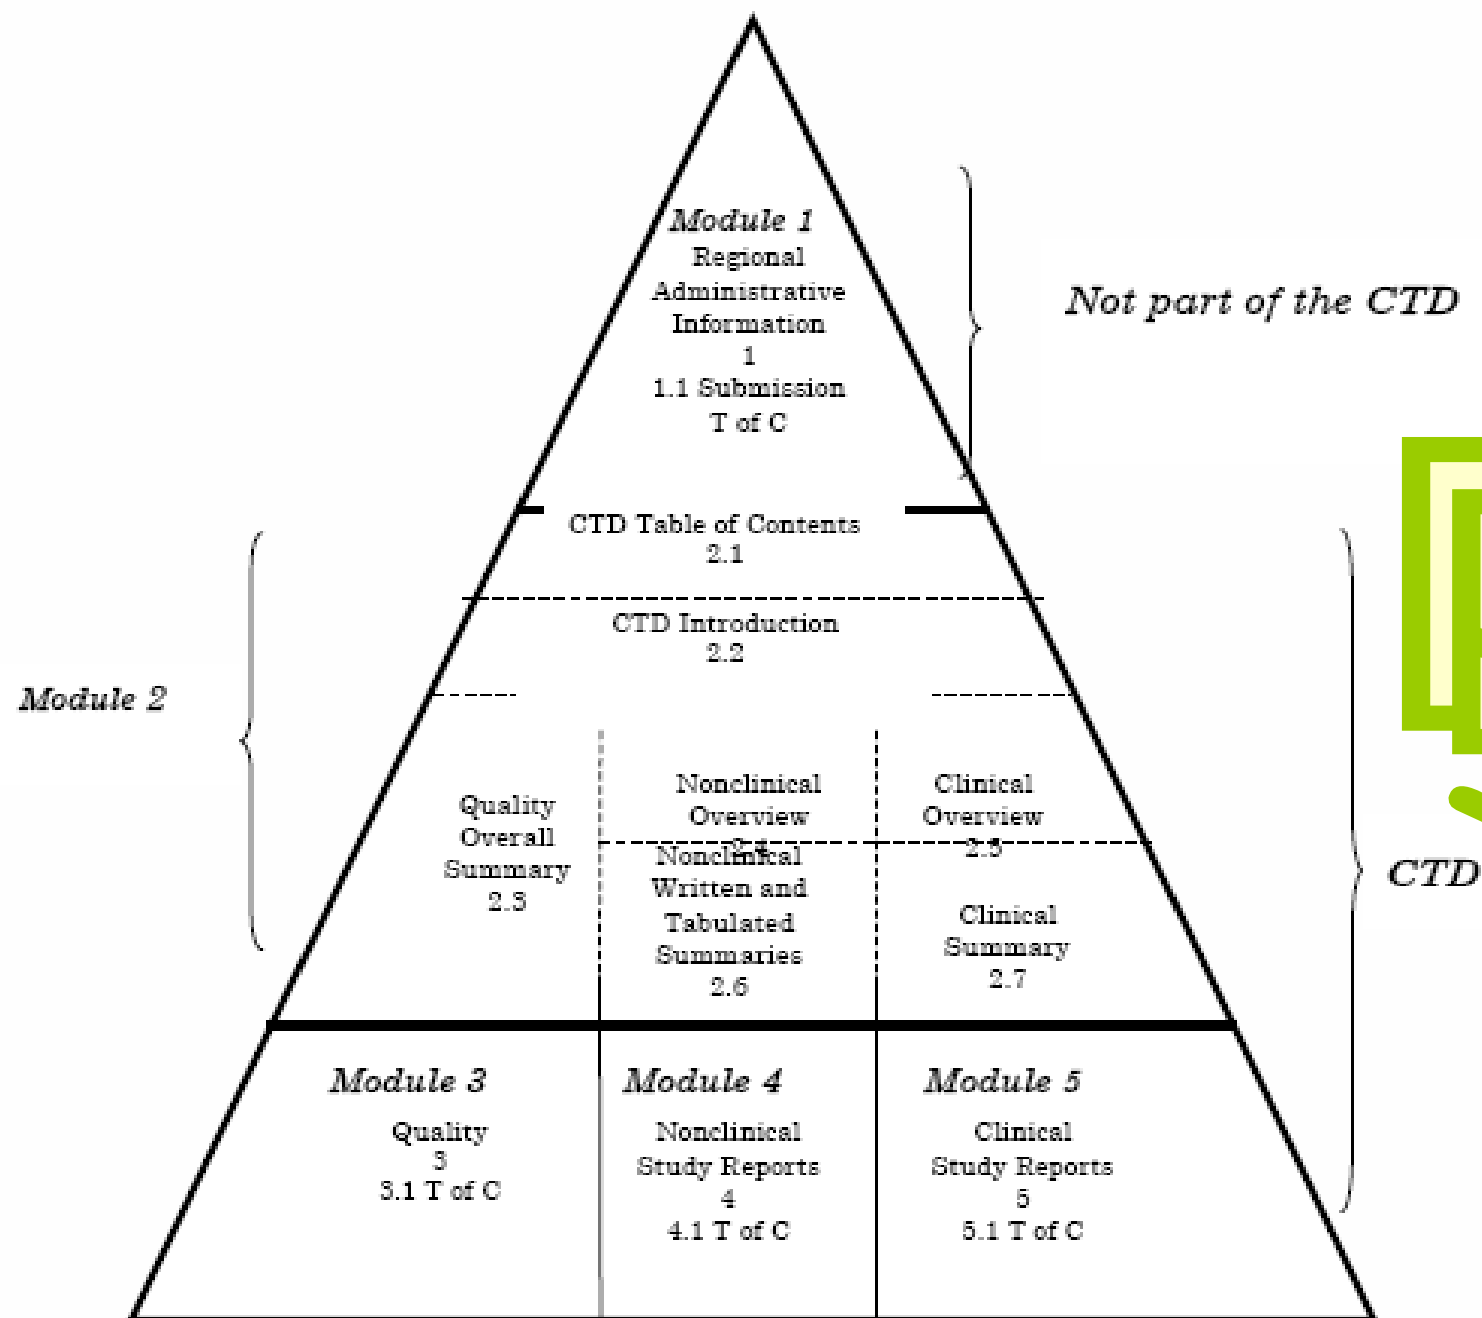 Module 1
Regional
Administrative
Information
1
1.1 Submission
T of C
Not part of the CTD
CTD Table of Contents
2.1
CTD Introduction
2.2
Module 2
Quality
Overall
Summary
2.3
Nonclinical
Overview
2.4
Nonclinical
Written and
Tabulated
Summaries
2.6
Clinical
Overview
2.5
Clinical
Summary
2.7
CTD
Module 3
Quality
3
3.1 T of C
Module 4
Nonclinical
Study Reports
4
4.1 T of C
Module 5
Clinical
Study Reports
5
5.1 T of C